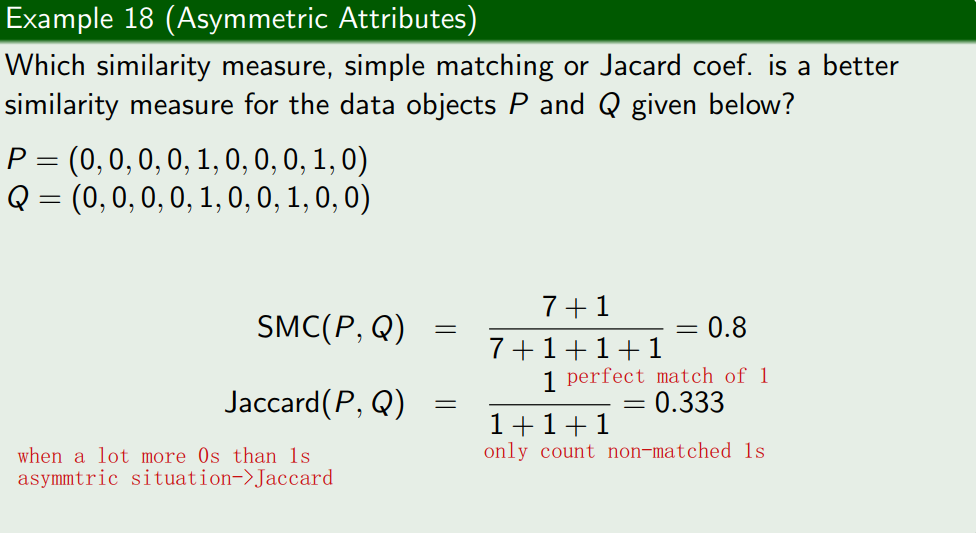 Example 18 (Asymmetric Attributes)
Which similarity measure, simple matching or Jacard coef. is a better
similarity measure for the data objects P and Q given below?
P = (0, 0, 0, 0, 1, 0, 0, 0, 1, 0)
Q = (0, 0, 0, 0, 1, 0, 0, 1, 0, 0)
7 + 1
SMC(P, Q) = = 0.8
7 + 1 + 1 + 1
1 perfect match of 1
Jaccard(P, Q) = = 0.333
1 + 1 + 1
only count non-matched 1s
when a lot more 0s than 1s
asymmtric situation->Jaccard